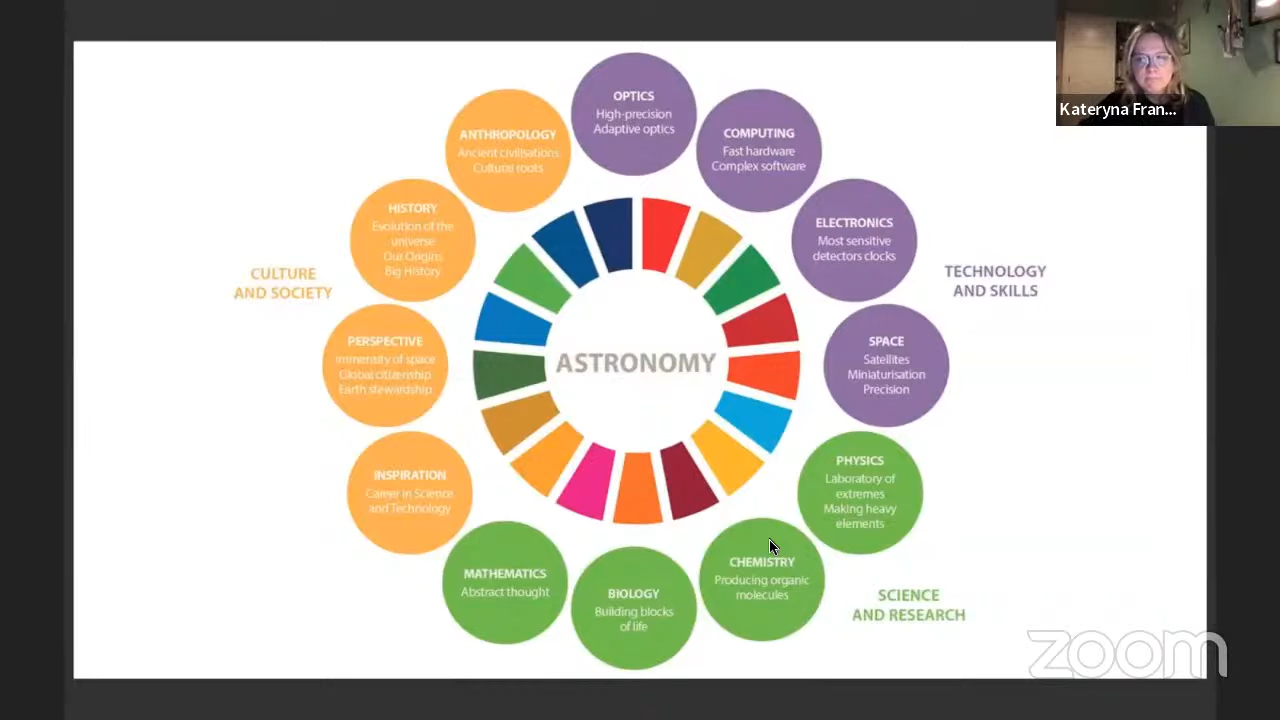 OPTICS
High-precision
Adaptive optics
COMPUTING
Fast hardware
Complex software
ELECTRONICS
Most sensitive
detectors clocks
SPACE
Satellites
Miniaturisation
Precision
TECHNOLOGY
AND SKILLS
PHYSICS
Laboratory of
extremes
Making heavy
elements
CHEMISTRY
Producing organic
molecules
BIOLOGY
Building blocks
of life
MATHEMATICS
Abstract thought
SCIENCE
AND RESEARCH
INSPIRATION
Career in Science
and Technology
PERSPECTIVE
Immensity of space
Global citizenship
Earth stewardship
HISTORY
Evolution of the
universe
Our Origins
Big History
ANTHROPOLOGY
Ancient civilisations
Cultural roots
CULTURE
AND SOCIETY
ASTRONOMY
Kateryna Fran...
zoom